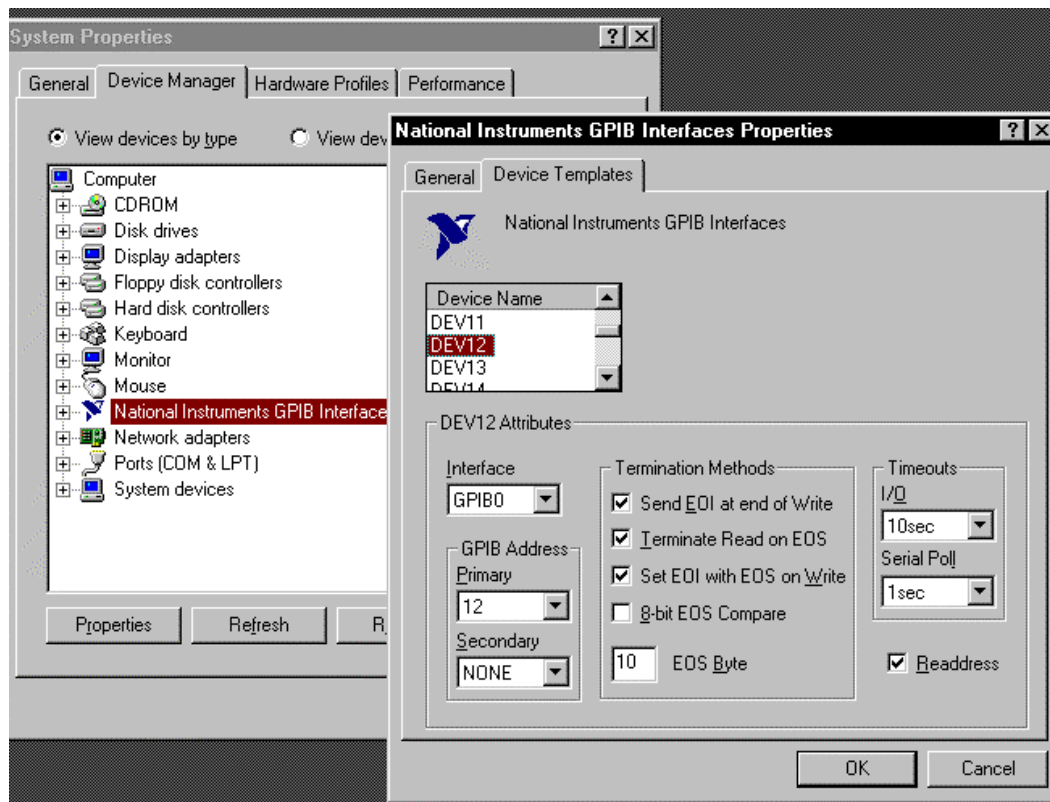 System Properties
General Device Manager Hardware Profiles Performance
View devices by type View dev
Computer
CDROM
Disk drives
Display adapters
Floppy disk controllers
Hard disk controllers
Keyboard
Monitor
Mouse
National Instruments GPIB Interface
Network adapters
Ports (COM & LPT)
System devices
Properties Refresh R
National Instruments GPIB Interfaces Properties
General Device Templates
National Instruments GPIB Interfaces
Device Name
DEV11
DEV12
DEV13
DEV14
DEV12 Attributes
Interface
GPIB0
GPIB Address
Primary
12
Secondary
NONE
Termination Methods
Send EOI at end of Write
Terminate Read on EOS
Set EOI with EOS on Write
8-bit EOS Compare
10 EOS Byte
Timeouts
I/O
10sec
Serial Poll
1sec
Readdress
OK Cancel